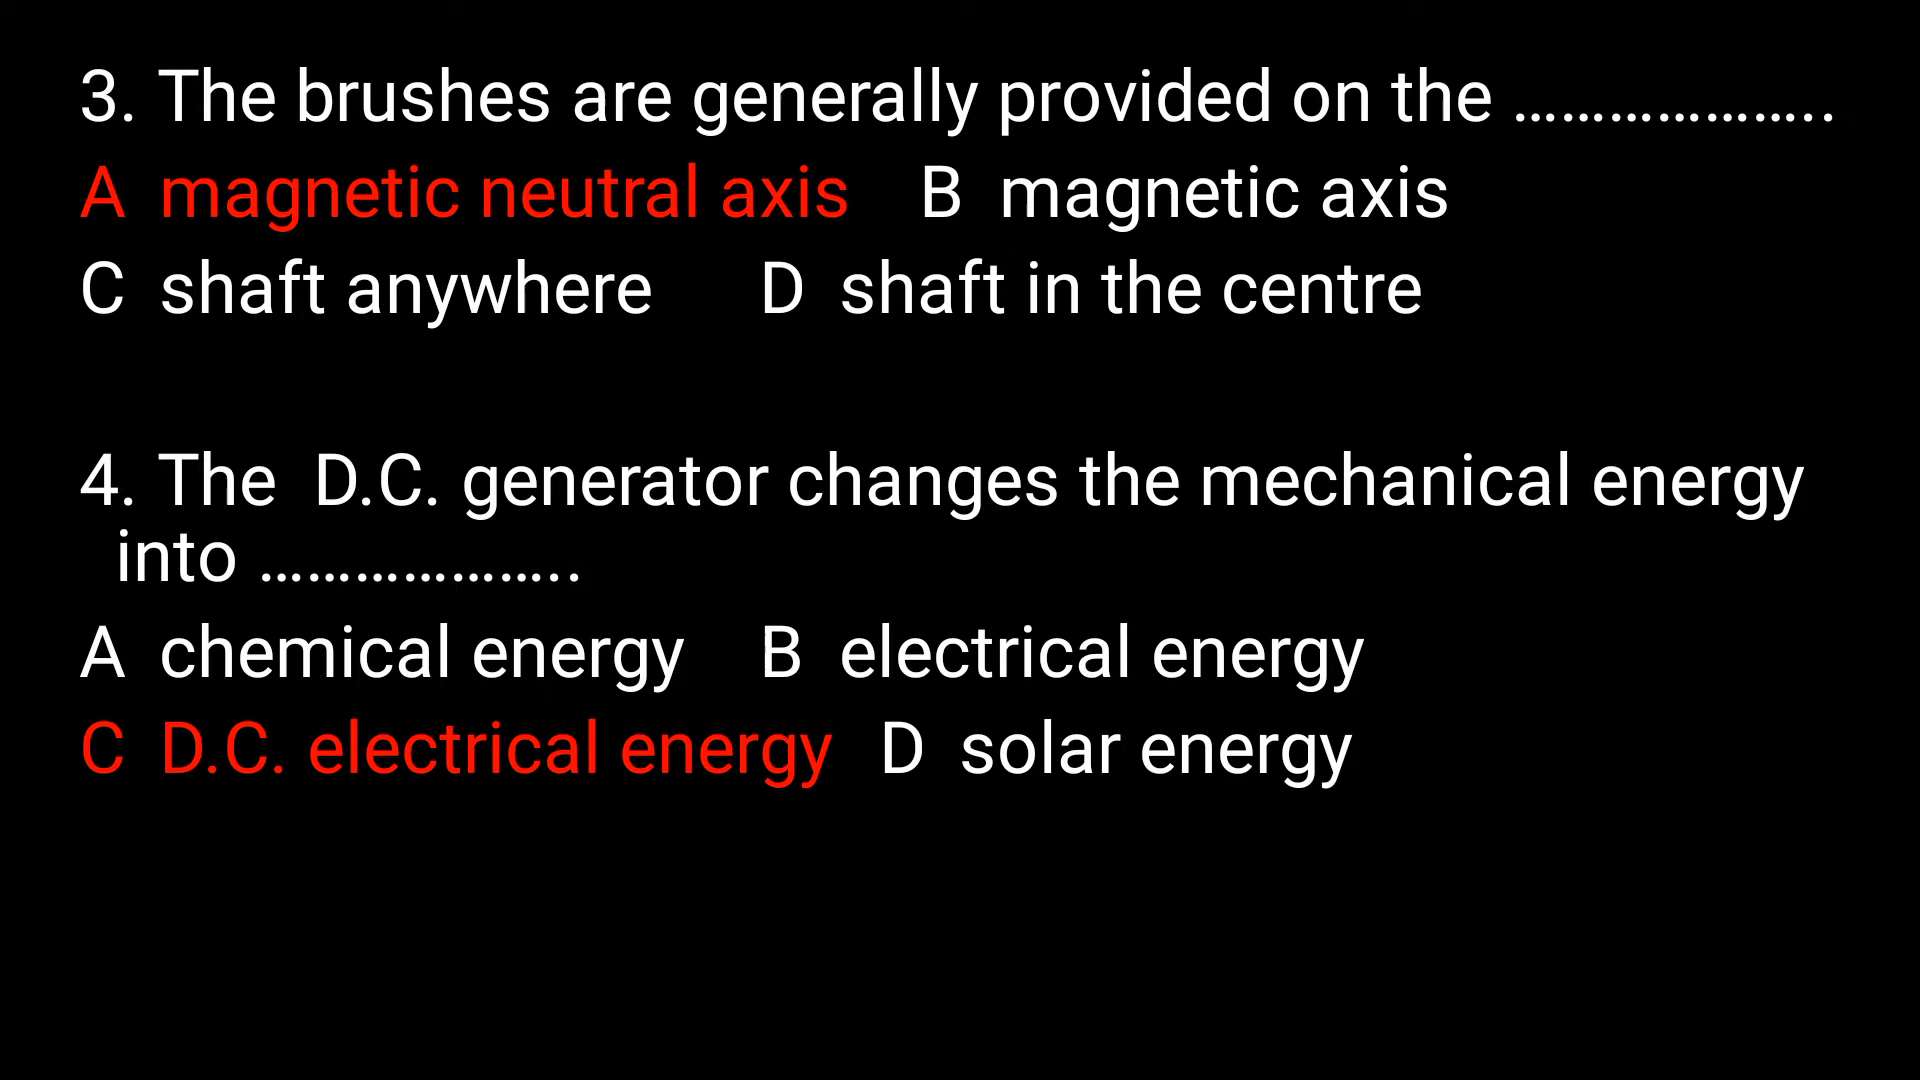 3. The brushes are generally provided on the ………………..
A magnetic neutral axis B magnetic axis
C shaft anywhere D shaft in the centre
4. The D.C. generator changes the mechanical energy
into ………………..
A chemical energy B electrical energy
C D.C. electrical energy D solar energy